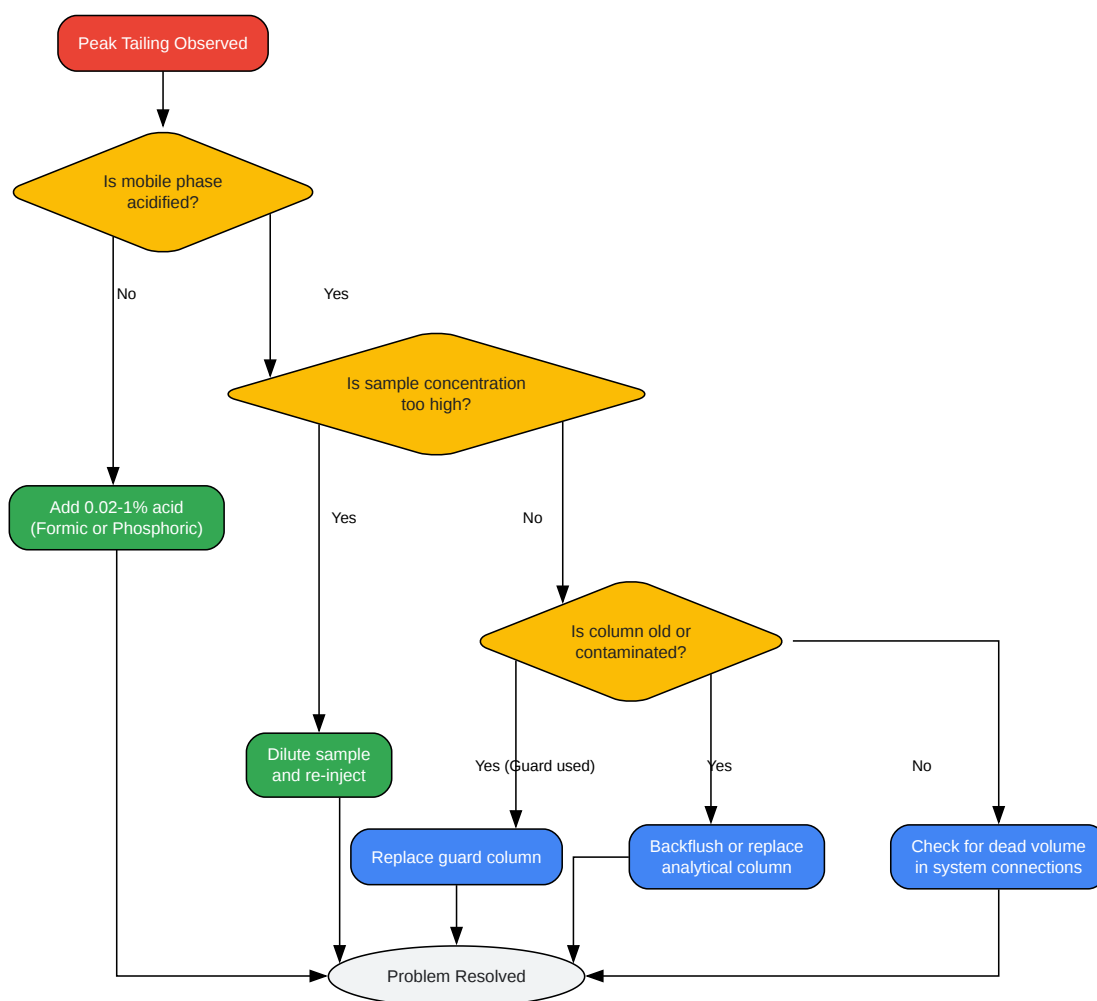 Peak Tailing Observed
Is mobile phase
acidified?
No
Yes
Is sample concentration
too high?
Add 0.02-1% acid
(Formic or Phosphoric)
Yes
No
Is column old or
contaminated?
Dilute sample
and re-inject
Yes (Guard used)
Yes
No
Replace guard column
Backflush or replace
analytical column
Check for dead volume
in system connections
Problem Resolved